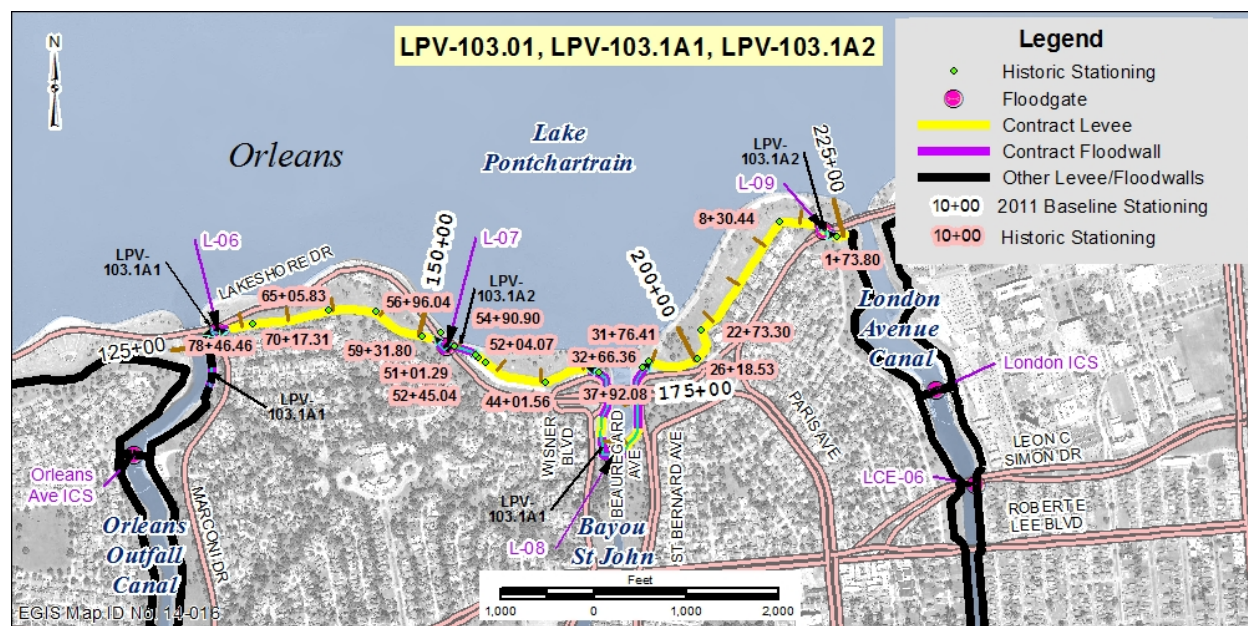 LPV-103.01, LPV-103.1A1, LPV-103.1A2
Legend
Historic Stationing
Floodgate
Contract Levee
Contract Floodwall
Other Levee/Floodwalls
10+00 2011 Baseline Stationing
10+00 Historic Stationing
N
Orleans
Lake
Pontchartrain
LPV-
103.1A2
L-09
225+00
8+30.44
1+73.80
L-06
LPV-
103.1A1
LAKESHORE DR
150+00
L-07
LPV-
103.1A2
200+00
65+05.83
56+96.04
54+90.90
125+00
78+46.46
70+17.31
59+31.80
51+01.29
52+45.04
52+04.07
44+01.56
31+76.41
32+66.36
37+92.08
175+00
22+73.30
26+18.53
London
Avenue
Canal
London ICS
LPV-103.1A1
WISNER
BLVD
BEAUREGARD
AVE
ST BERNARD AVE
PARIS AVE
LEON C
SIMON DR
LCE-06
ROBERT E
LEE BLVD
Orleans
Ave ICS
MARCONI DR
Orleans
Outfall
Canal
LPV-
103.1A1
L-08
Bayou
St John
Feet
1,000 0 1,000 2,000
EGIS Map ID No. 14-016